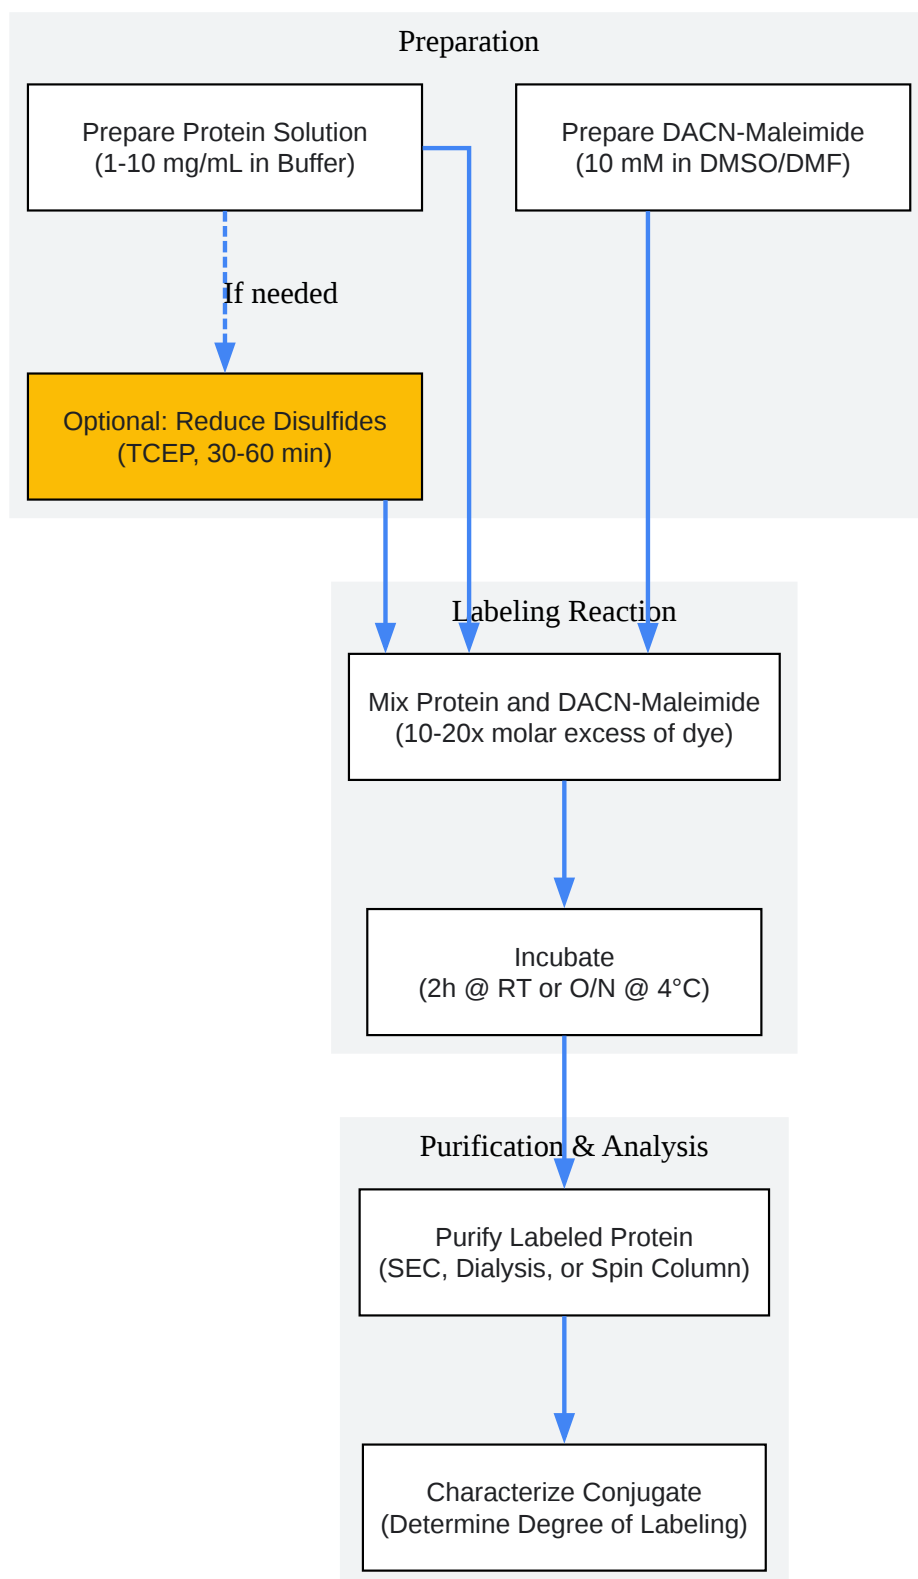 Preparation
Prepare Protein Solution
(1-10 mg/mL in Buffer)
Prepare DACN-Maleimide
(10 mM in DMSO/DMF)
If needed
Optional: Reduce Disulfides
(TCEP, 30-60 min)
Labeling Reaction
Mix Protein and DACN-Maleimide
(10-20x molar excess of dye)
Incubate
(2h @ RT or O/N @ 4°C)
Purification & Analysis
Purify Labeled Protein
(SEC, Dialysis, or Spin Column)
Characterize Conjugate
(Determine Degree of Labeling)